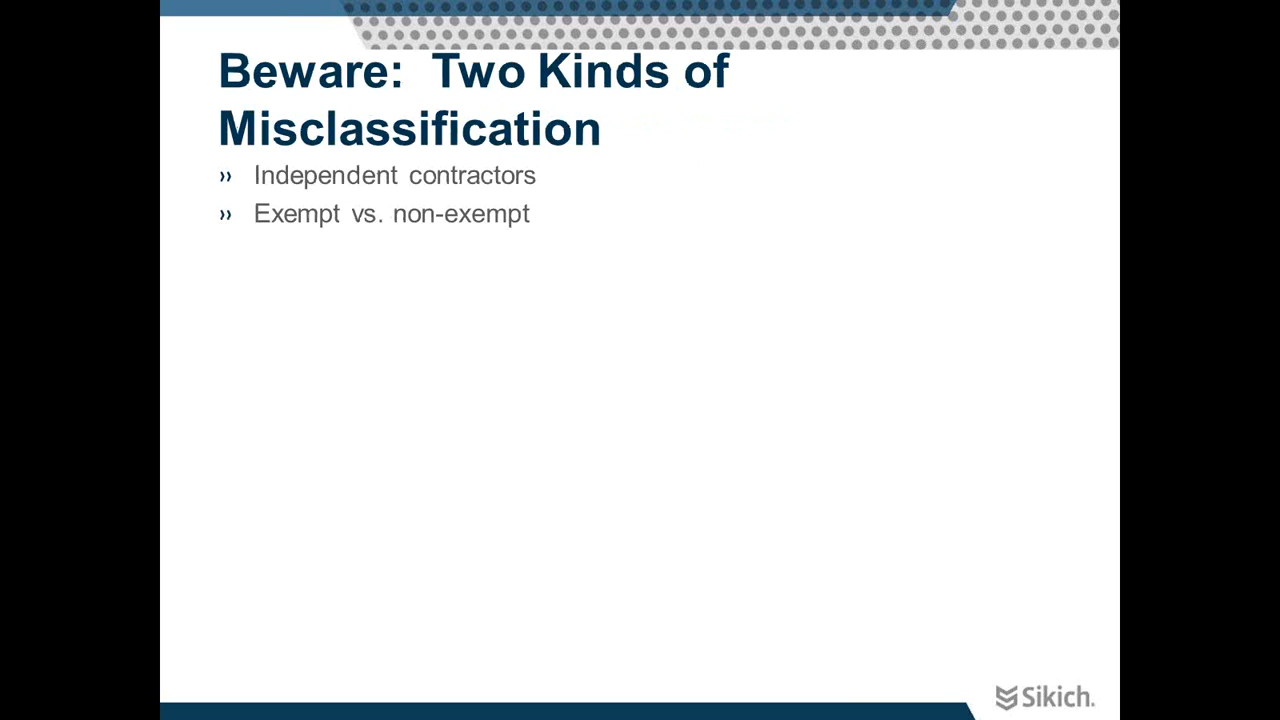 Beware:  Two Kinds of
Misclassification
›› Independent contractors
›› Exempt vs. non-exempt
Sikich.